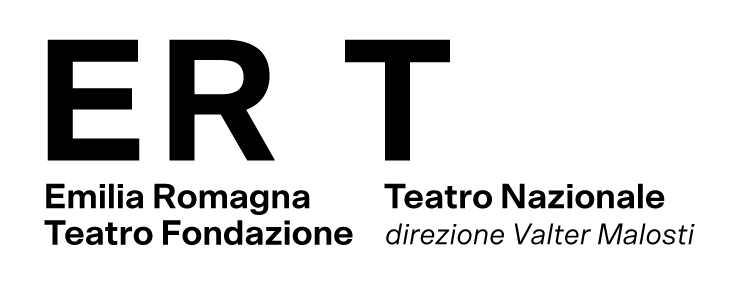 ER T
Emilia Romagna
Teatro Fondazione
Teatro Nazionale
direzione Valter Malosti